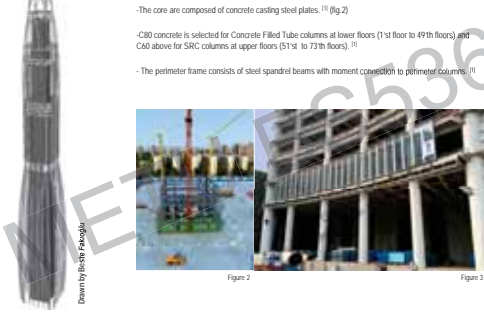 -The core are composed of concrete casting steel plates. [1] (fig.2)
-C80 concrete is selected for Concrete Filled Tube columns at lower floors (1'st floor to 49'th floors) and
C60 above for SRC columns at upper floors (51'st to 73'th floors). [1]
- The perimeter frame consists of steel spandrel beams with moment connection to perimeter columns. [1]
Drawn by Beste Fakıoğlu
Figure 2
Figure 3